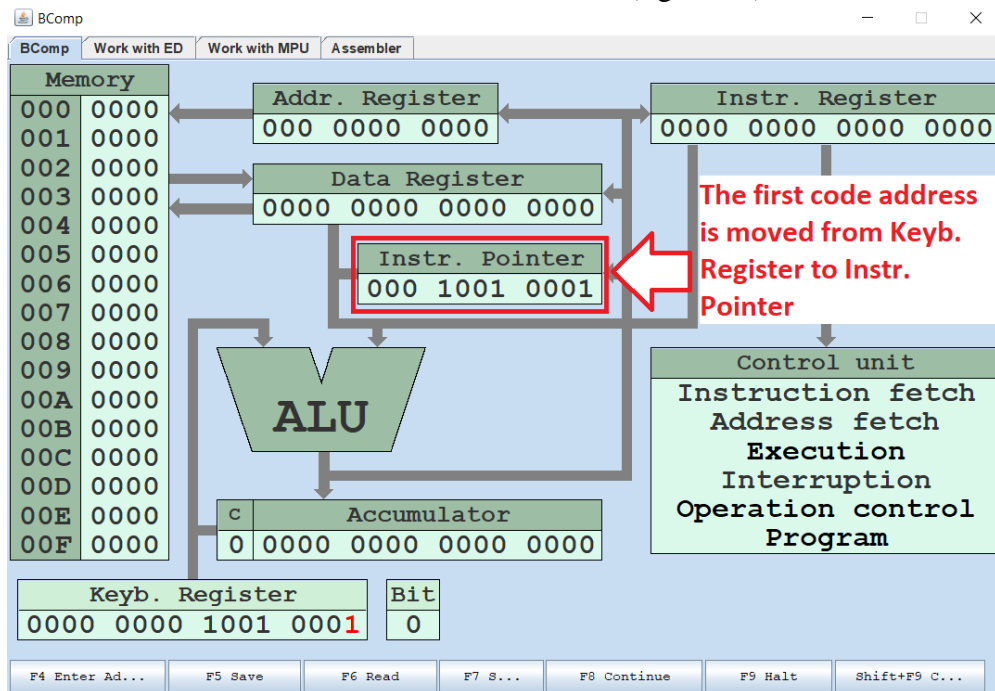 BComp
BComp Work with ED Work with MPU Assembler
Memory
000 0000
001 0000
002 0000
003 0000
004 0000
005 0000
006 0000
007 0000
008 0000
009 0000
00A 0000
00B 0000
00C 0000
00D 0000
00E 0000
00F 0000
Addr. Register
000 0000 0000
Instr. Register
0000 0000 0000 0000
Data Register
0000 0000 0000 0000
Instr. Pointer
000 1001 0001
The first code address
is moved from Keyb.
Register to Instr.
Pointer
ALU
Control unit
Instruction fetch
Address fetch
Execution
Interruption
Operation control
Program
C Accumulator
0 0000 0000 0000 0000
Keyb. Register
0000 0000 1001 0001
Bit
0
F4 Enter Ad... F5 Save F6 Read F7 S... F8 Continue F9 Halt Shift+F9 C...